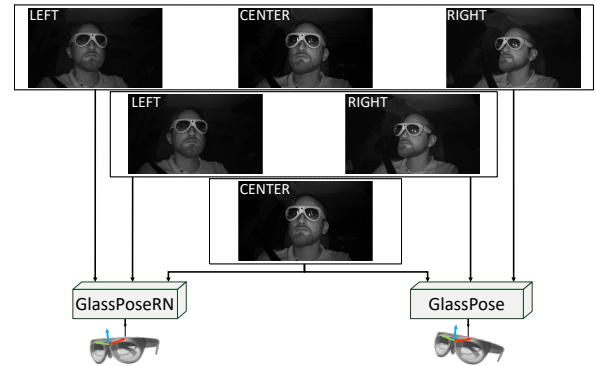 LEFT
CENTER
RIGHT
LEFT
RIGHT
CENTER
GlassPoseRN
GlassPose